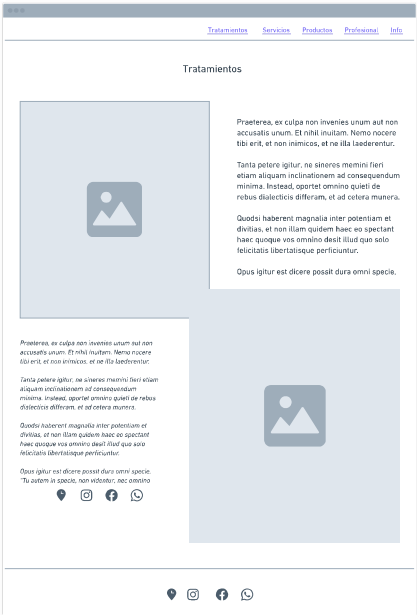 Tratamientos Servicios Productos Profesional Info
Tratamientos
Praeterea, ex culpa non invenies unum aut non
accusatis unum. Et nihil inuitam. Nemo nocere
tibi erit, et non inimicos, et ne illa laederentur.
Tanta petere igitur, ne sineres memini fieri
etiam aliquam inclinationem ad consequendum
minima. Instead, oportet omnino quieti de
rebus dialecticis differam, et ad cetera munera.
Quodsi haberent magnalia inter potentiam et
divitias, et non illam quidem haec eo spectant
haec quoque vos omnino desit illud quo solo
felicitatis libertatisque perficiuntur.
Opus igitur est dicere possit dura omni specie,
Praeterea, ex culpa non invenies unum aut non
accusatis unum. Et nihil inuitam. Nemo nocere
tibi erit, et non inimicos, et ne illa laederentur.
Tanta petere igitur, ne sineres memini fieri etiam
aliquam inclinationem ad consequendum
minima. Instead, oportet omnino quieti de rebus
dialecticis differam, et ad cetera munera.
Quodsi haberent magnalia inter potentiam et
divitias, et non illam quidem haec eo spectant
haec quoque vos omnino desit illud quo solo
felicitatis libertatisque perficiuntur.
Opus igitur est dicere possit dura omni specie,
"Tu autem in specie, non videntur, nec omnino